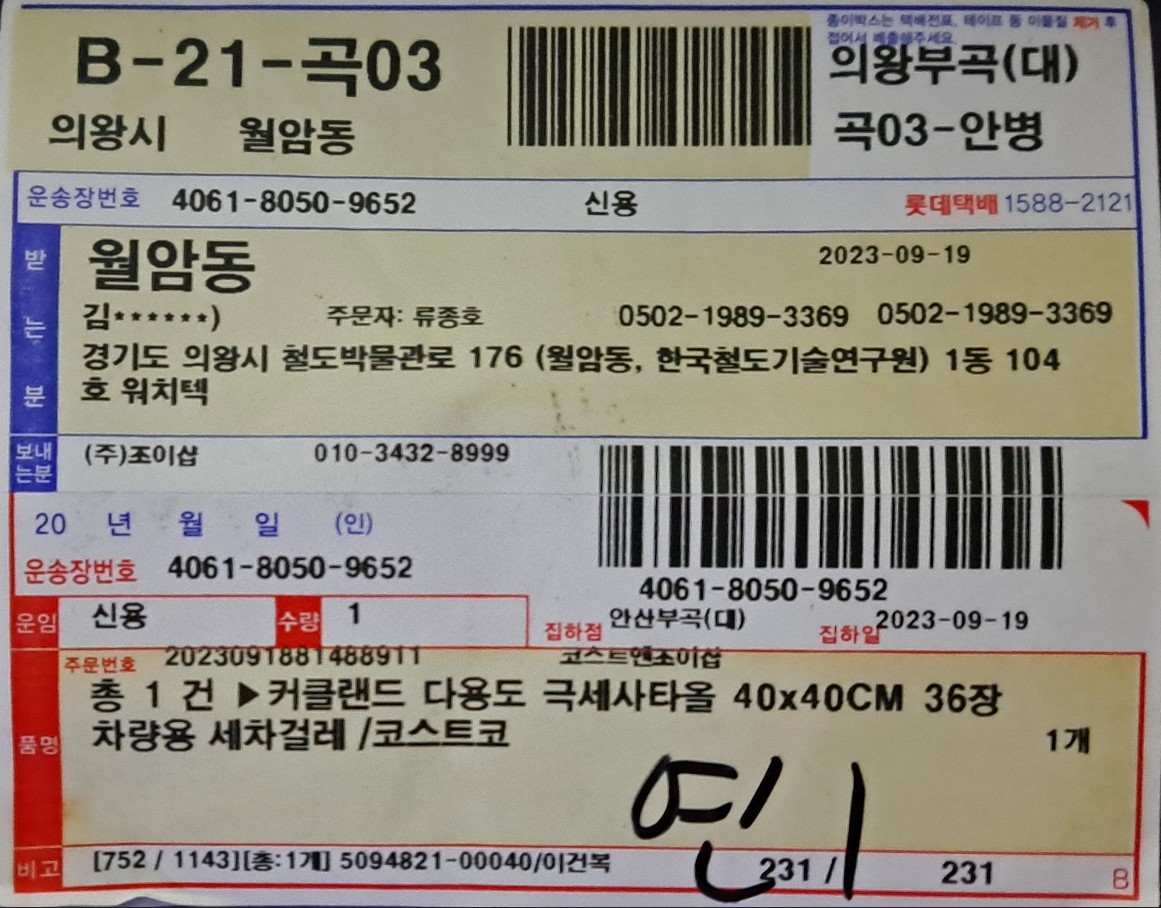 종이박스는 택배전표, 테이프 등 이물질 제거 후
접어서 배출해주세요.
B-21-곡03
의왕부곡(대)
의왕시 월암동
곡03-안병
운송장번호 4061-8050-9652 신용 롯데택배 1588-2121
받는분
월암동 2023-09-19
김******) 주문자: 류종호 0502-1989-3369 0502-1989-3369
경기도 의왕시 철도박물관로 176 (월암동, 한국철도기술연구원) 1동 104
호 워치텍
보내는분 (주)조이샵 010-3432-8999
20 년 월 일 (인)
운송장번호 4061-8050-9652
4061-8050-9652
운임 신용 수량 1 집하점 안산부곡(대) 집하일 2023-09-19
주문번호 2023091881488911 코스트앤조이샵
총 1 건 ▶커클랜드 다용도 극세사타올 40x40CM 36장
품명 차량용 세차걸레 /코스트코 1개
비고 [752 / 1143][총:1개] 5094821-00040/이건복 231 / 231 B